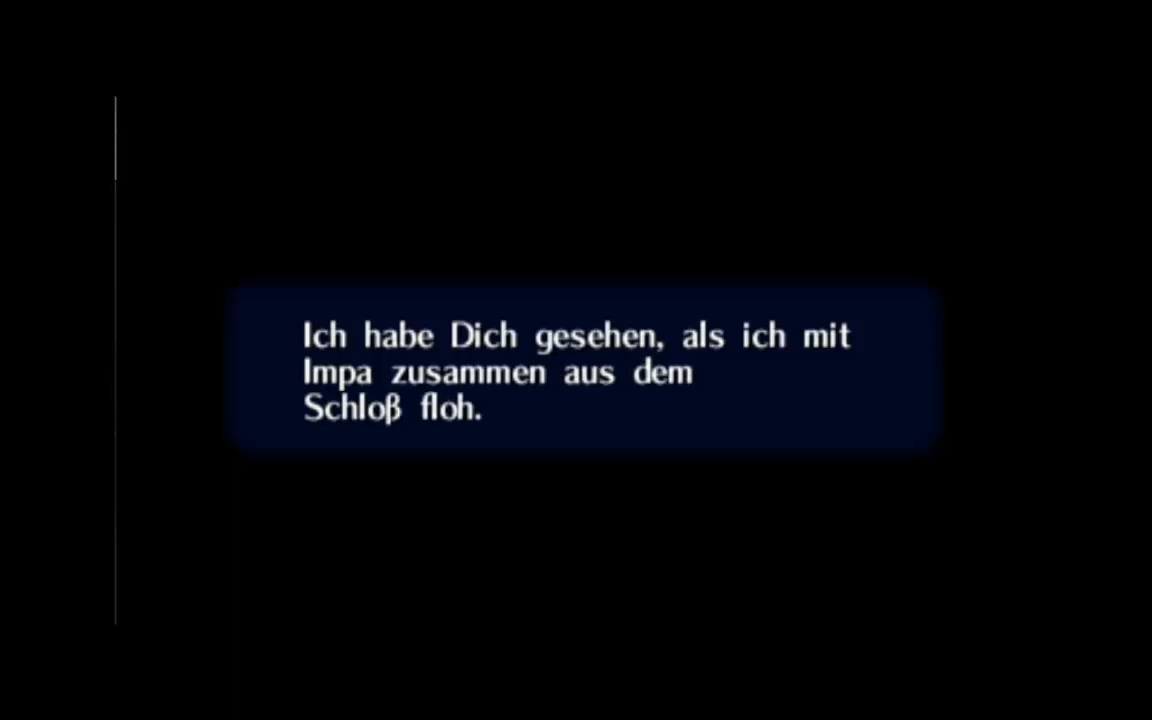 Ich habe Dich gesehen, als ich mit
Impa zusammen aus dem
Schloß floh.